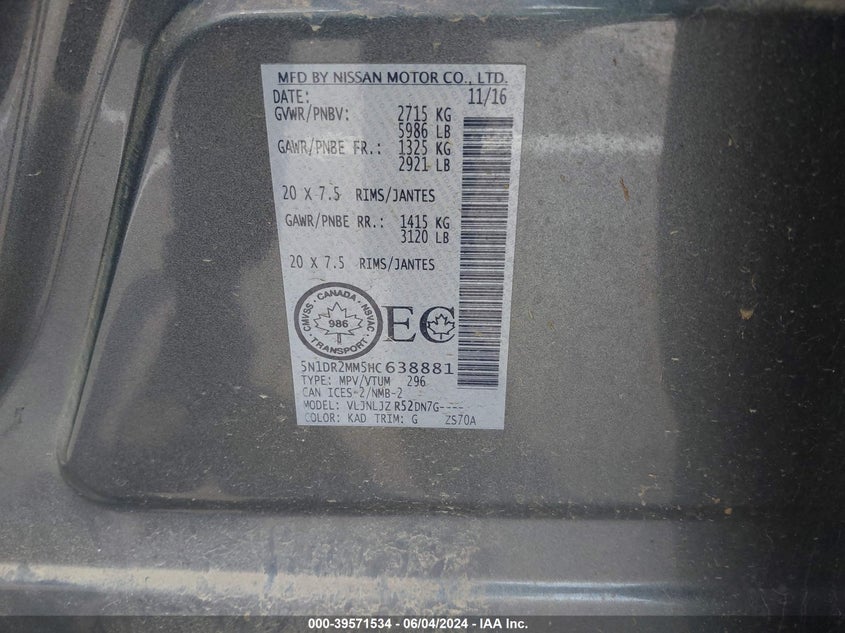 MFD BY NISSAN MOTOR CO., LTD.
DATE: 11/16
GVWR/PNBV: 2715 KG
5986 LB
GAWR/PNBE FR.: 1325 KG
2921 LB
20 X 7.5 RIMS/JANTES
GAWR/PNBE RR.: 1415 KG
3120 LB
20 X 7.5 RIMS/JANTES
CMVSS - CANADA - NSVAC
986
TRANSPORT
EC
5N1DR2MM5HC638881
TYPE: MPV/VTUM 296
CAN ICES-2/NMB-2
MODEL: VLJNLJZ R52DN7G----
COLOR: KAD TRIM: G ZS70A
000-39571534 - 06/04/2024 - IAA Inc.